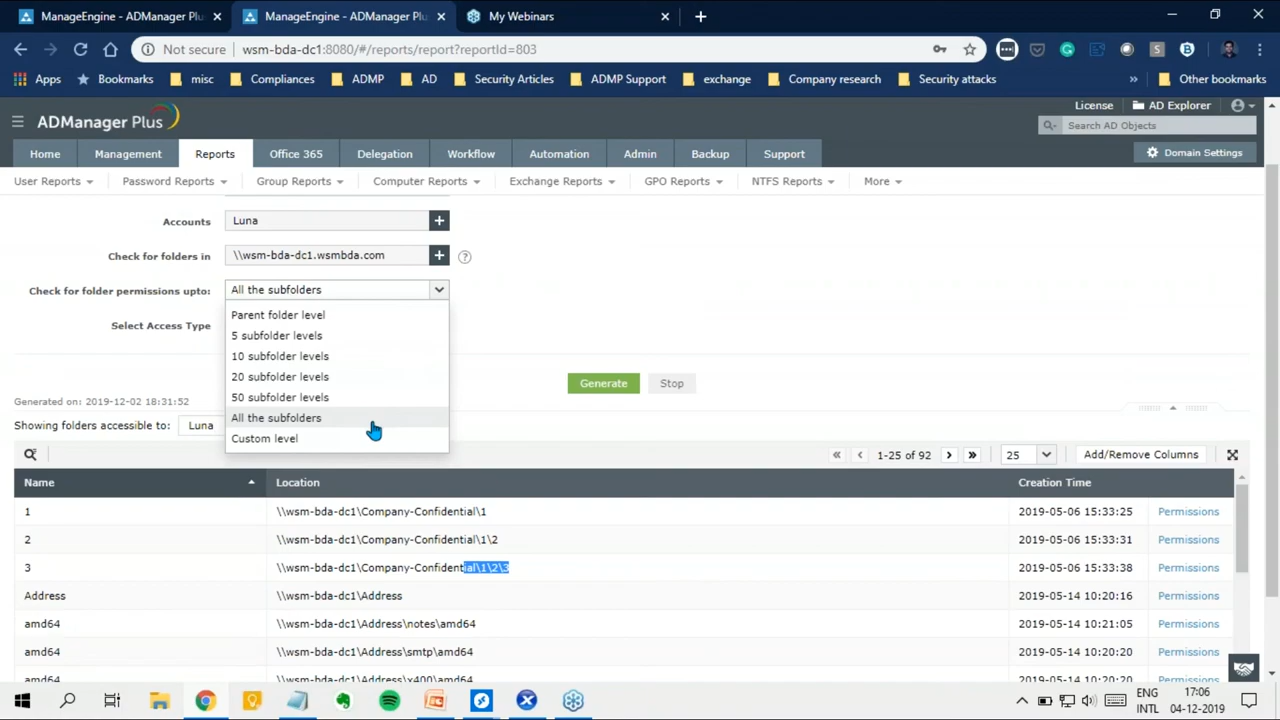 ManageEngine - ADManager Plu
ManageEngine - ADManager Plu
My Webinars
Not secure
wsm-bda-dc1:8080/#/reports/report?reportId=803
Apps
Bookmarks
misc
Compliances
ADMP
AD
Security Articles
ADMP Support
exchange
Company research
Security attacks
Other bookmarks
ADManager Plus
License
AD Explorer
Search AD Objects
Home
Management
Reports
Office 365
Delegation
Workflow
Automation
Admin
Backup
Support
Domain Settings
User Reports
Password Reports
Group Reports
Computer Reports
Exchange Reports
GPO Reports
NTFS Reports
More
Accounts
Luna
Check for folders in
\\wsm-bda-dc1.wsmbda.com
Check for folder permissions upto:
All the subfolders
Parent folder level
Select Access Type
5 subfolder levels
10 subfolder levels
20 subfolder levels
50 subfolder levels
All the subfolders
Custom level
Generate
Stop
Generated on: 2019-12-02 18:31:52
Showing folders accessible to:
Luna
1-25 of 92
25
Add/Remove Columns
Name Location Creation Time
1 \\wsm-bda-dc1\Company-Confidential\1 2019-05-06 15:33:25 Permissions
2 \\wsm-bda-dc1\Company-Confidential\1\2 2019-05-06 15:33:31 Permissions
3 \\wsm-bda-dc1\Company-Confidential\1\2\3 2019-05-06 15:33:38 Permissions
Address \\wsm-bda-dc1\Address 2019-05-14 10:20:16 Permissions
amd64 \\wsm-bda-dc1\Address\notes\amd64 2019-05-14 10:21:05 Permissions
amd64 \\wsm-bda-dc1\Address\smtp\amd64 2019-05-14 10:20:20 Permissions
amd64 \\wsm-bda-dc1\Address\x400\amd64 2019-05-14 10:20:40 Permissions
ENG
INTL
17:06
04-12-2019